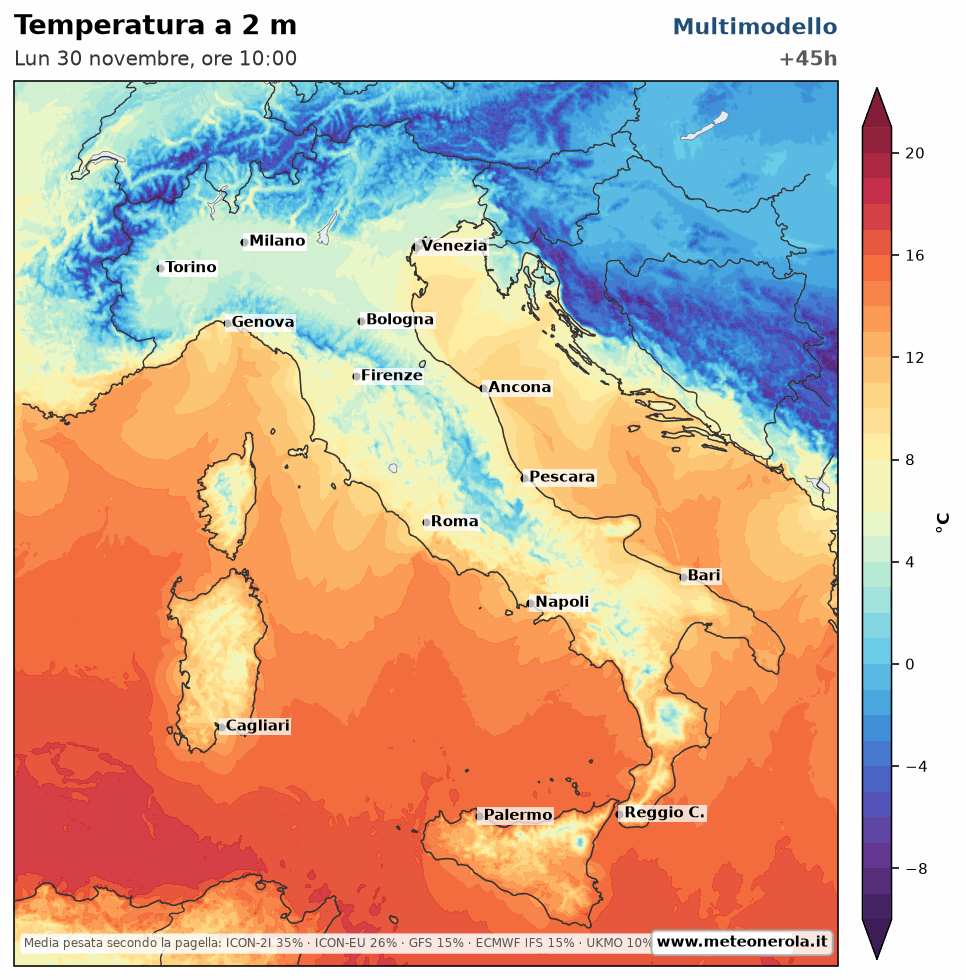 Temperatura a 2 m
Multimodello
Lun 30 novembre, ore 10:00
+45h
Milano
Venezia
Torino
Genova
Bologna
Firenze
Ancona
Pescara
Roma
Bari
Napoli
Cagliari
Palermo
Reggio C.
20
16
12
8
4
0
−4
−8
°C
Media pesata secondo la pagella: ICON-2I 35% · ICON-EU 26% · GFS 15% · ECMWF IFS 15% · UKMO 10%
www.meteonerola.it